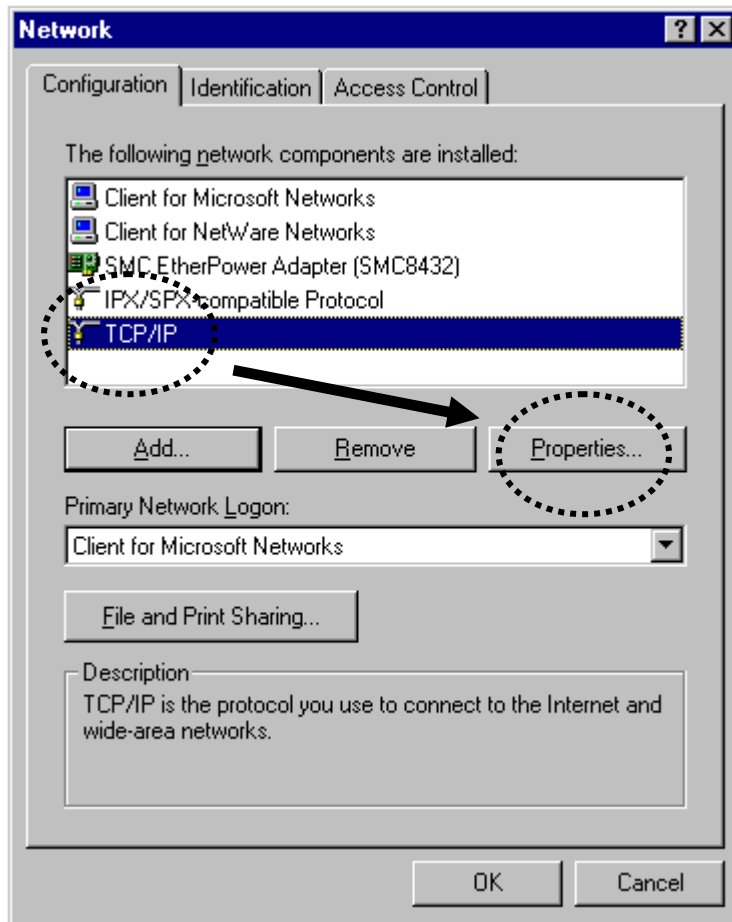 Network
Configuration Identification Access Control
The following network components are installed:
Client for Microsoft Networks
Client for NetWare Networks
SMC EtherPower Adapter (SMC8432)
IPX/SPX-compatible Protocol
TCP/IP
Add... Remove Properties...
Primary Network Logon:
Client for Microsoft Networks
File and Print Sharing...
Description
TCP/IP is the protocol you use to connect to the Internet and
wide-area networks.
OK Cancel